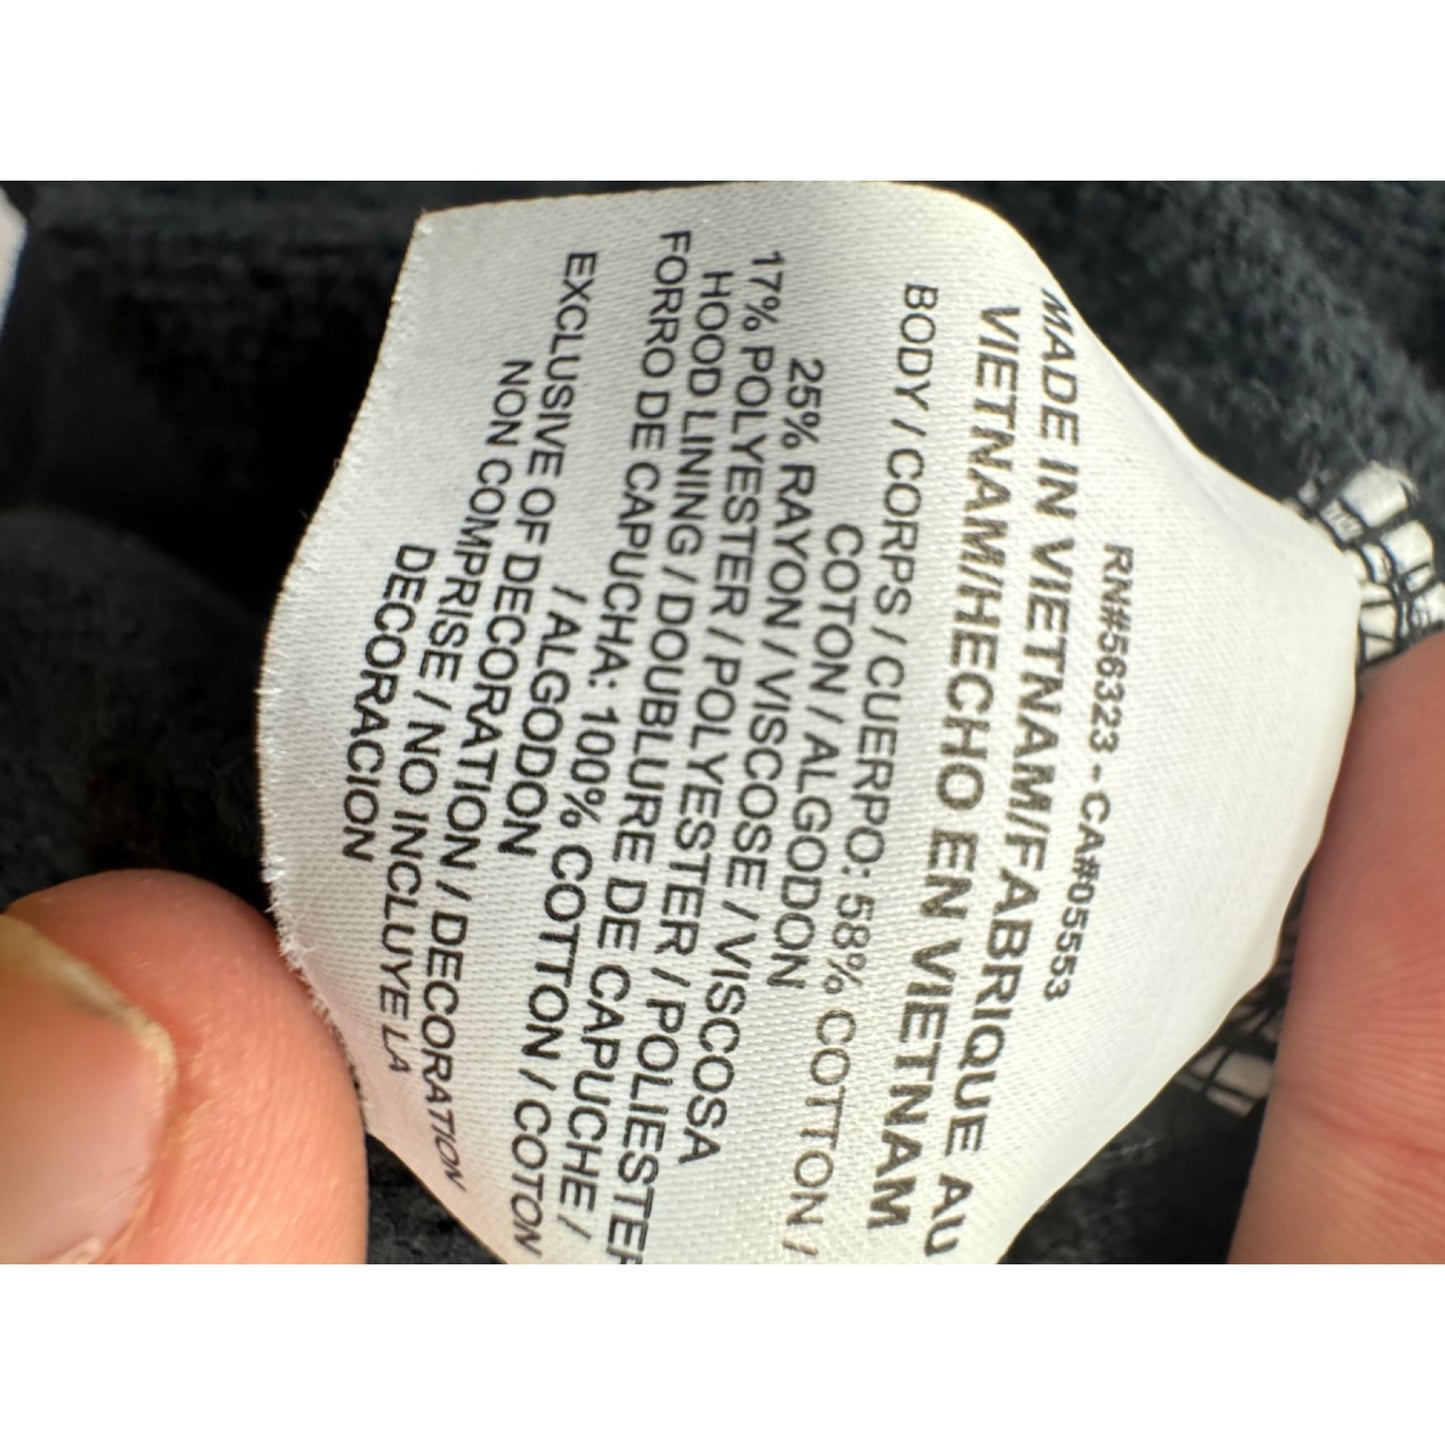 RN#56323 - CA#05553
MADE IN VIETNAM/FABRIQUE AU
VIETNAM/HECHO EN VIETNAM
BODY / CORPS / CUERPO: 58% COTTON /
COTON / ALGODON
25% RAYON / VISCOSE / VISCOSA
17% POLYESTER / POLYESTER / POLIESTER
HOOD LINING / DOUBLURE DE CAPUCHE /
FORRO DE CAPUCHA: 100% COTTON / COTON
/ ALGODON
EXCLUSIVE OF DECORATION / DECORATION
NON COMPRISE / NO INCLUYE LA
DECORACION